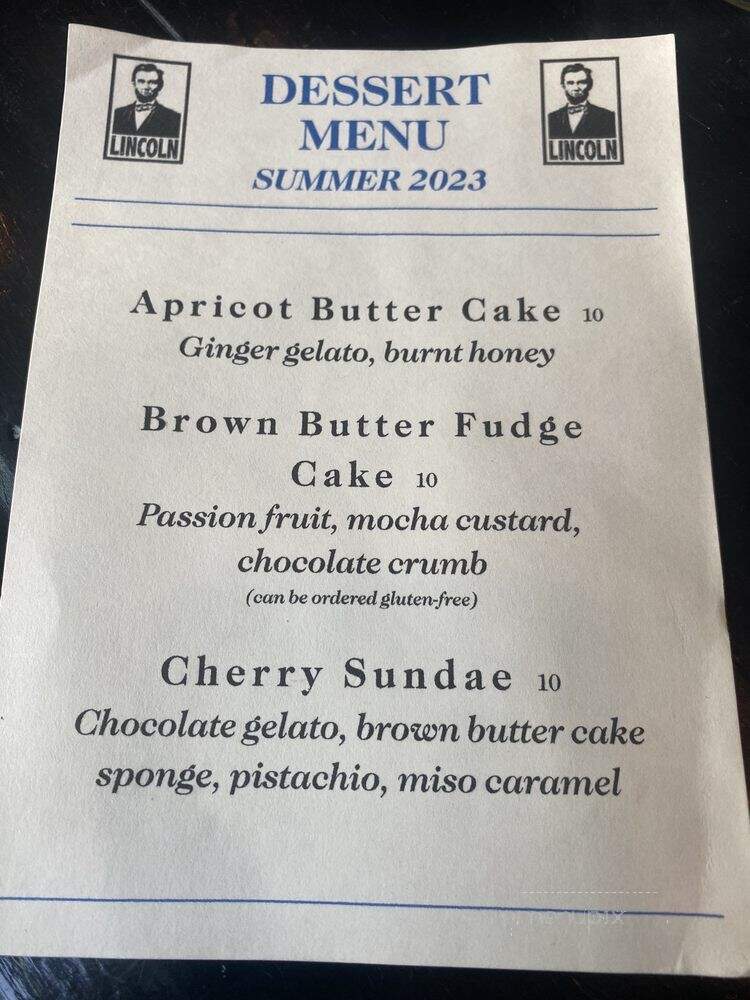 LINCOLN
DESSERT
MENU
SUMMER 2023
LINCOLN
Apricot Butter Cake 10
Ginger gelato, burnt honey
Brown Butter Fudge
Cake 10
Passion fruit, mocha custard,
chocolate crumb
(can be ordered gluten-free)
Cherry Sundae 10
Chocolate gelato, brown butter cake
sponge, pistachio, miso caramel